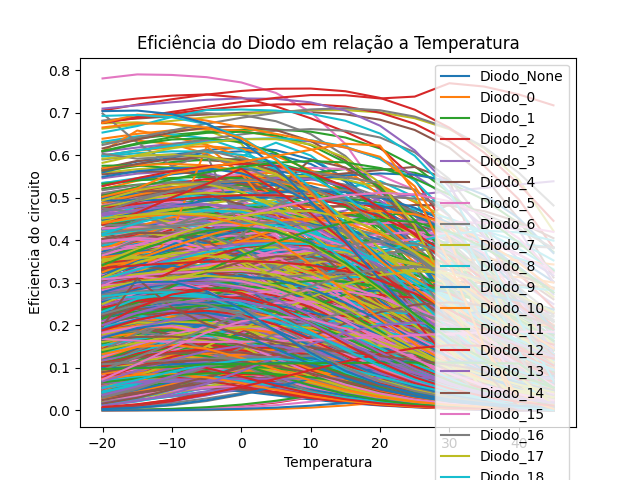 Eficiência do Diodo em relação a Temperatura
Eficiencia do circuito
0.8
0.7
0.6
0.5
0.4
0.3
0.2
0.1
0.0
−20
−10
0
10
20
30
40
Temperatura
Diodo_None
Diodo_0
Diodo_1
Diodo_2
Diodo_3
Diodo_4
Diodo_5
Diodo_6
Diodo_7
Diodo_8
Diodo_9
Diodo_10
Diodo_11
Diodo_12
Diodo_13
Diodo_14
Diodo_15
Diodo_16
Diodo_17
Diodo_18